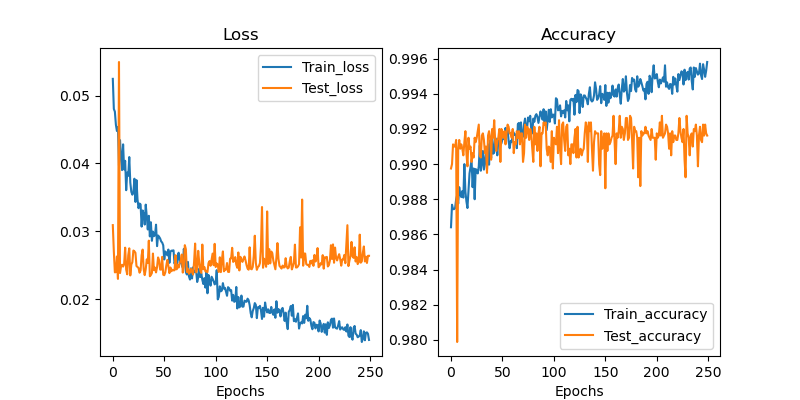 Loss
Train_loss
Test_loss
0.05
0.04
0.03
0.02
0 50 100 150 200 250
Epochs
Accuracy
0.996
0.994
0.992
0.990
0.988
0.986
0.984
0.982
0.980
Train_accuracy
Test_accuracy
0 50 100 150 200 250
Epochs